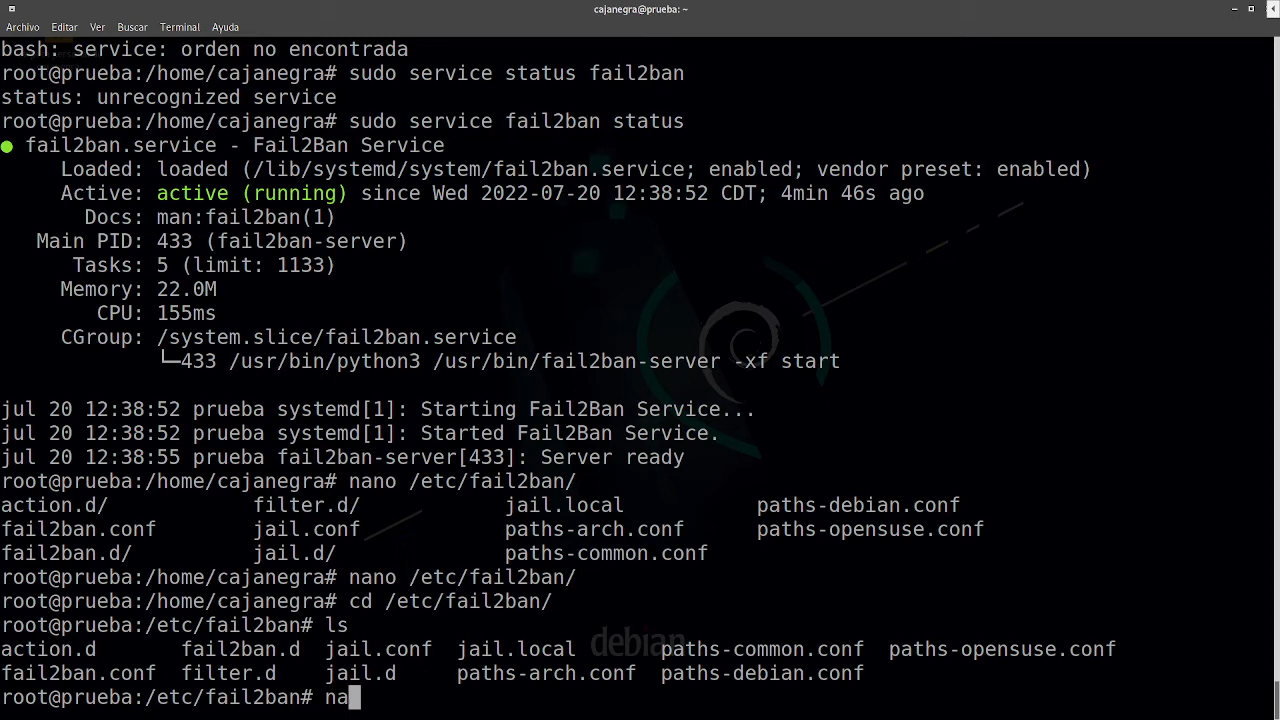 cajanegra@prueba: ~
Archivo Editar Ver Buscar Terminal Ayuda
bash: service: orden no encontrada
root@prueba:/home/cajanegra# sudo service status fail2ban
status: unrecognized service
root@prueba:/home/cajanegra# sudo service fail2ban status
● fail2ban.service - Fail2Ban Service
     Loaded: loaded (/lib/systemd/system/fail2ban.service; enabled; vendor preset: enabled)
     Active: active (running) since Wed 2022-07-20 12:38:52 CDT; 4min 46s ago
       Docs: man:fail2ban(1)
   Main PID: 433 (fail2ban-server)
      Tasks: 5 (limit: 1133)
     Memory: 22.0M
        CPU: 155ms
     CGroup: /system.slice/fail2ban.service
             └─433 /usr/bin/python3 /usr/bin/fail2ban-server -xf start
jul 20 12:38:52 prueba systemd[1]: Starting Fail2Ban Service...
jul 20 12:38:52 prueba systemd[1]: Started Fail2Ban Service.
jul 20 12:38:55 prueba fail2ban-server[433]: Server ready
root@prueba:/home/cajanegra# nano /etc/fail2ban/
action.d/            filter.d/            jail.local           paths-debian.conf
fail2ban.conf        jail.conf            paths-arch.conf      paths-opensuse.conf
fail2ban.d/          jail.d/              paths-common.conf
root@prueba:/home/cajanegra# nano /etc/fail2ban/
root@prueba:/home/cajanegra# cd /etc/fail2ban/
root@prueba:/etc/fail2ban# ls
action.d       fail2ban.d  jail.conf  jail.local       paths-common.conf  paths-opensuse.conf
fail2ban.conf  filter.d    jail.d     paths-arch.conf  paths-debian.conf
root@prueba:/etc/fail2ban# na
debian